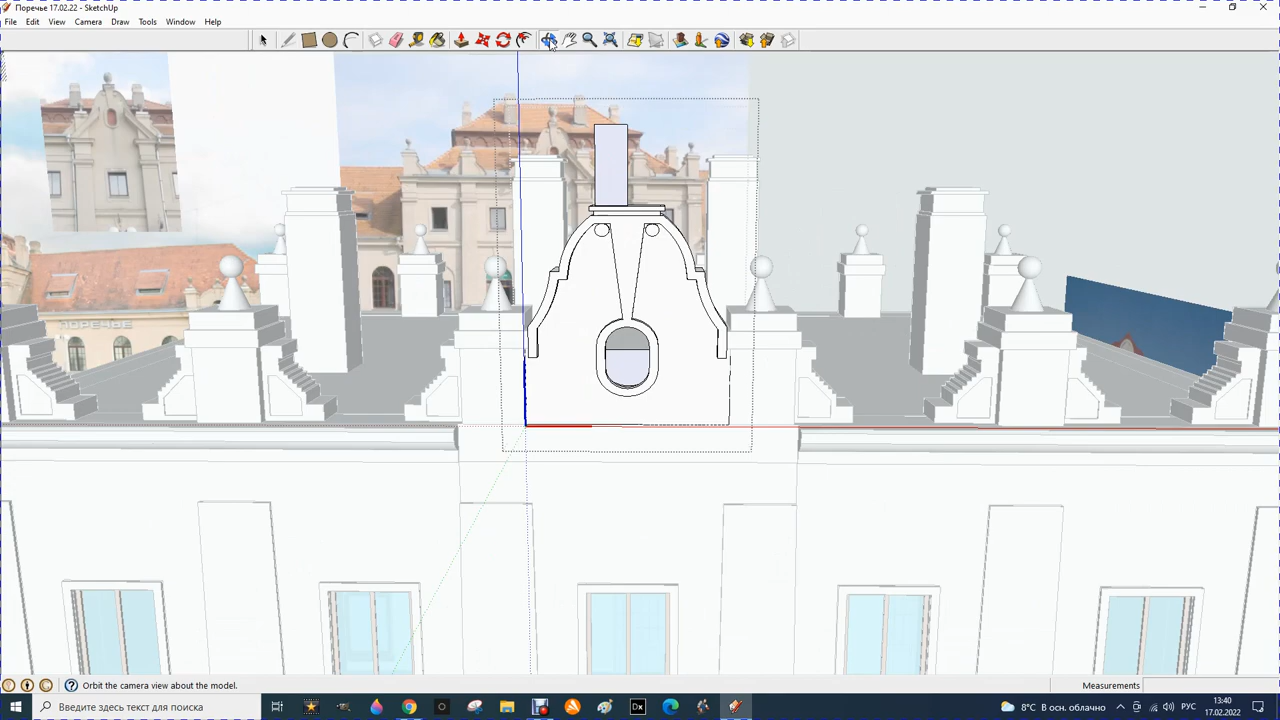 Поречье 17.02.22 - SketchUp
File Edit View Camera Draw Tools Window Help
ПОРЕЧЬЕ
Orbit the camera view about the model.
Measurements
Введите здесь текст для поиска
Dx
8°C В осн. облачно
РУС
13:40
17.02.2022